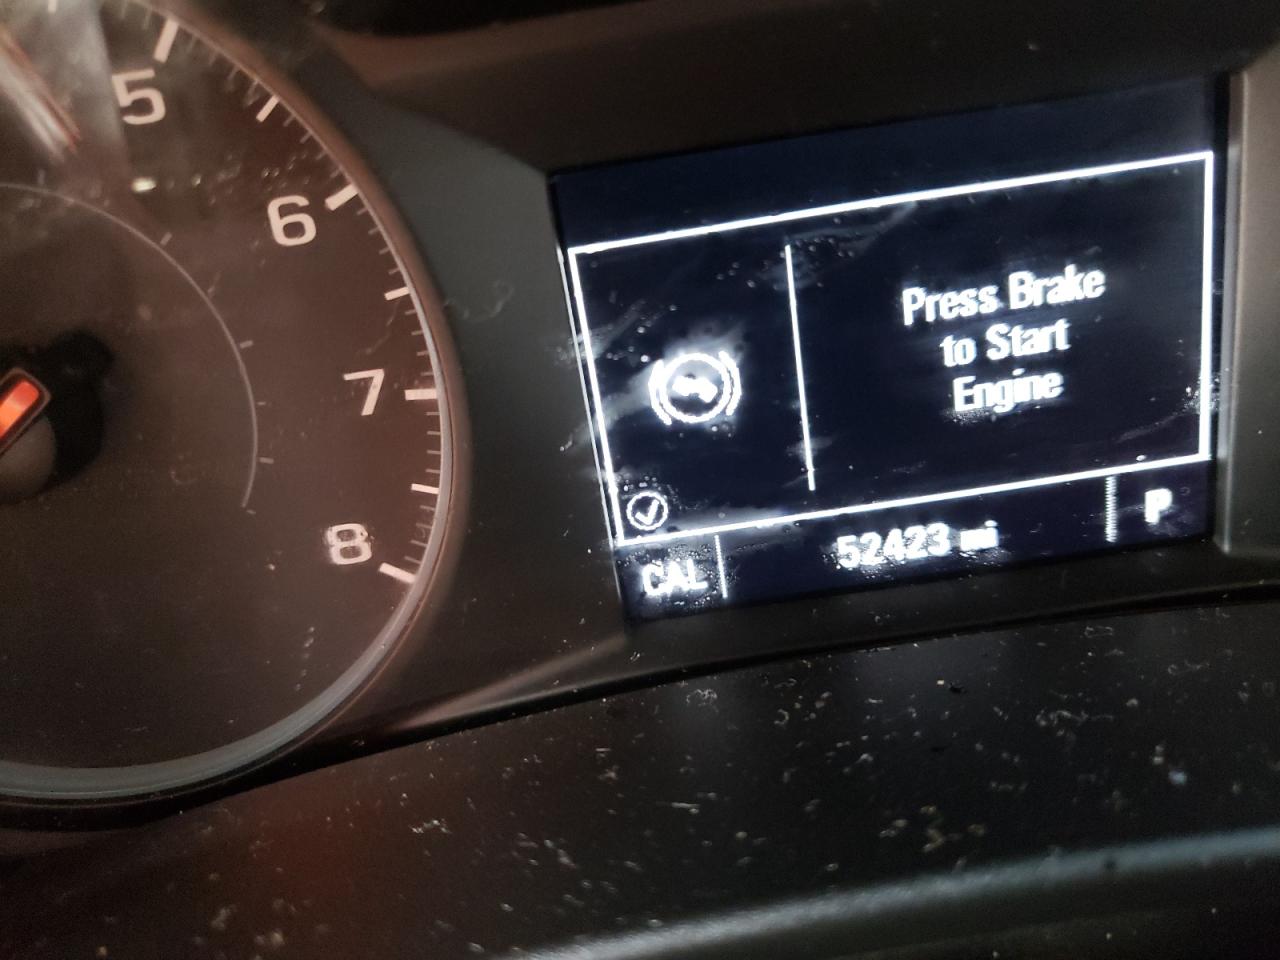 5
6
7
8
Press Brake
to Start
Engine
CAL
52423 mi
P